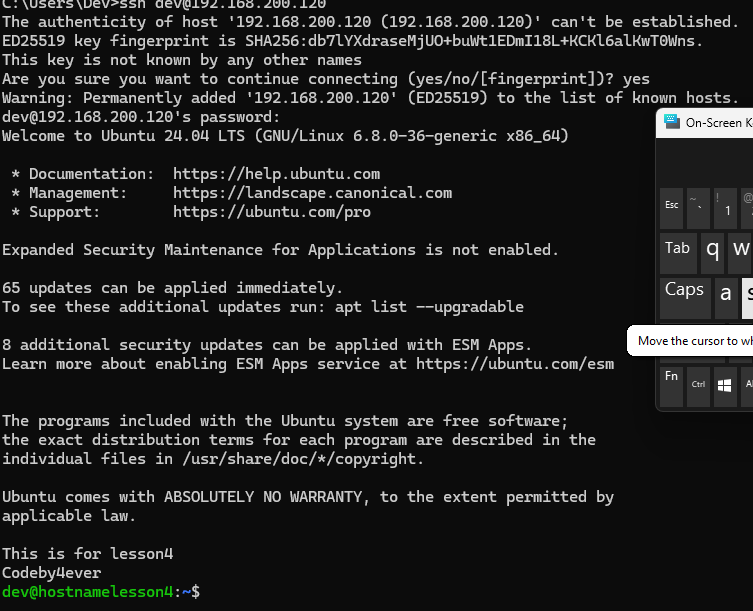 C:\Users\Dev>ssh dev@192.168.200.120
The authenticity of host '192.168.200.120 (192.168.200.120)' can't be established.
ED25519 key fingerprint is SHA256:db7lYXdraseMjUO+buWt1EDmI18L+KCKl6alKwT0Wns.
This key is not known by any other names
Are you sure you want to continue connecting (yes/no/[fingerprint])? yes
Warning: Permanently added '192.168.200.120' (ED25519) to the list of known hosts.
dev@192.168.200.120's password:
Welcome to Ubuntu 24.04 LTS (GNU/Linux 6.8.0-36-generic x86_64)
* Documentation: https://help.ubuntu.com
* Management: https://landscape.canonical.com
* Support: https://ubuntu.com/pro
Expanded Security Maintenance for Applications is not enabled.
65 updates can be applied immediately.
To see these additional updates run: apt list --upgradable
8 additional security updates can be applied with ESM Apps.
Learn more about enabling ESM Apps service at https://ubuntu.com/esm
The programs included with the Ubuntu system are free software;
the exact distribution terms for each program are described in the
individual files in /usr/share/doc/*/copyright.
Ubuntu comes with ABSOLUTELY NO WARRANTY, to the extent permitted by
applicable law.
This is for lesson4
Codeby4ever
dev@hostnamelesson4:~$
On-Screen
Esc ~ ` ! 1 @
Tab q w
Caps a s
Move the cursor to
Fn Ctrl